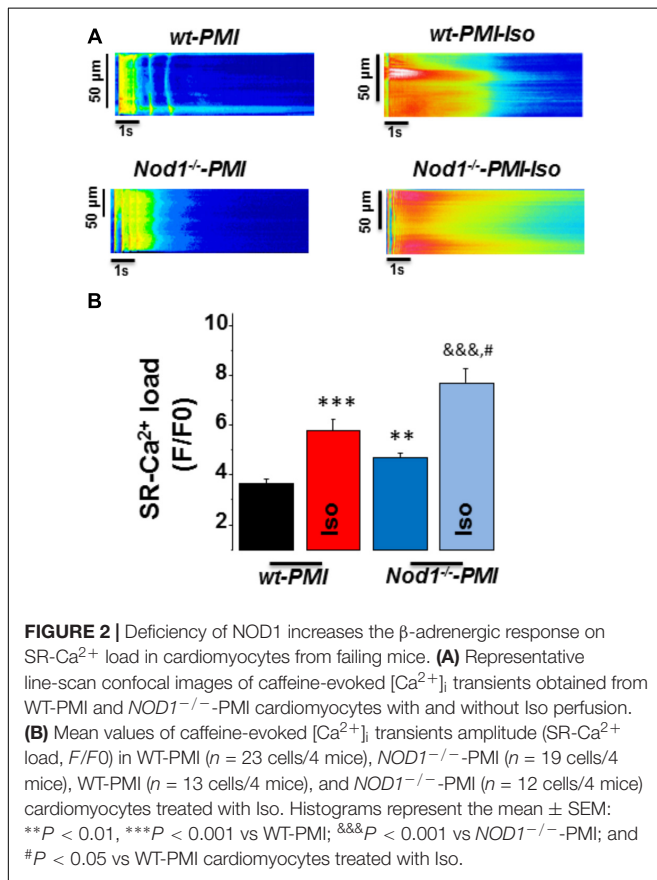 A
wt-PMI
wt-PMI-Iso
50 µm
1s
50 µm
1s
Nod1-/--PMI
Nod1-/--PMI-Iso
50 µm
1s
50 µm
1s
B
SR-Ca2+ load
(F/F0)
10
8
6
4
2
***
**
&&&,#
Iso
Iso
wt-PMI
Nod1-/--PMI
FIGURE 2 | Deficiency of NOD1 increases the β-adrenergic response on
SR-Ca2+ load in cardiomyocytes from failing mice. (A) Representative
line-scan confocal images of caffeine-evoked [Ca2+]i transients obtained from
WT-PMI and NOD1−/−-PMI cardiomyocytes with and without Iso perfusion.
(B) Mean values of caffeine-evoked [Ca2+]i transients amplitude (SR-Ca2+
load, F/F0) in WT-PMI (n = 23 cells/4 mice), NOD1−/−-PMI (n = 19 cells/4
mice), WT-PMI (n = 13 cells/4 mice), and NOD1−/−-PMI (n = 12 cells/4 mice)
cardiomyocytes treated with Iso. Histograms represent the mean ± SEM:
**P < 0.01, ***P < 0.001 vs WT-PMI; &&&P < 0.001 vs NOD1−/−-PMI; and
#P < 0.05 vs WT-PMI cardiomyocytes treated with Iso.